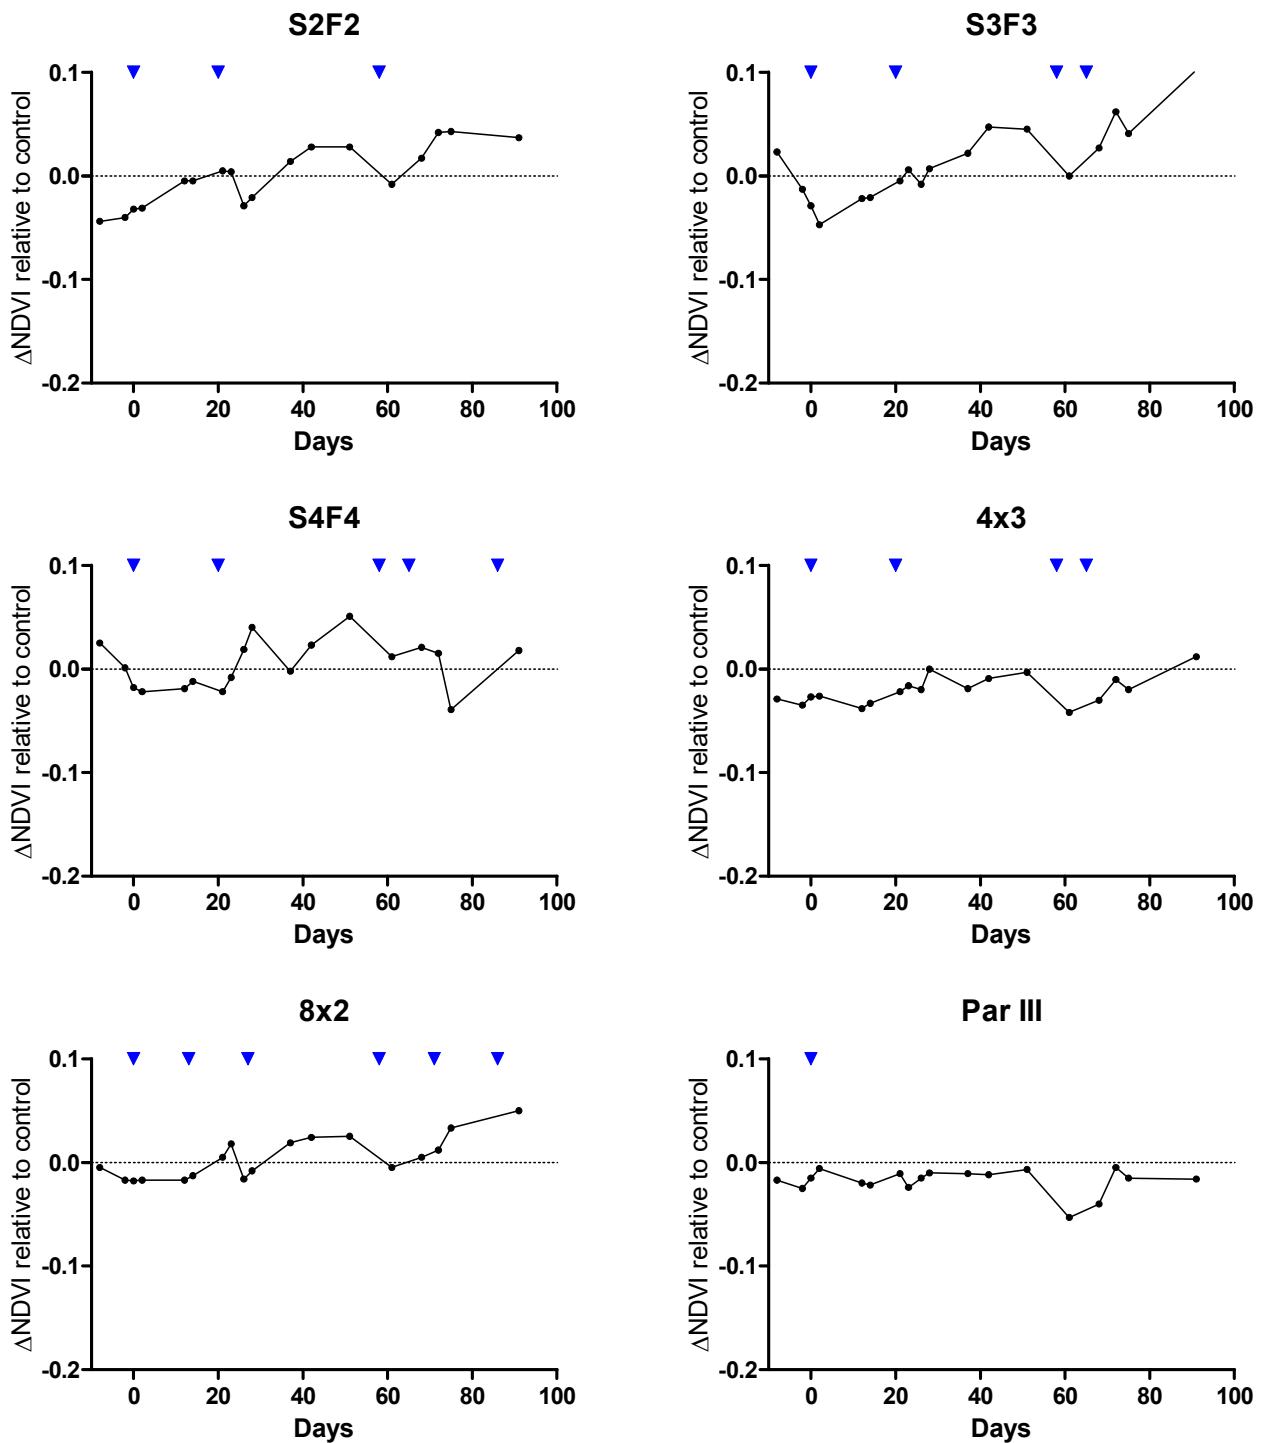 S2F2
ΔNDVI relative to control
0.1
0.0
-0.1
-0.2
0 20 40 60 80 100
Days
S3F3
ΔNDVI relative to control
0.1
0.0
-0.1
-0.2
0 20 40 60 80 100
Days
S4F4
ΔNDVI relative to control
0.1
0.0
-0.1
-0.2
0 20 40 60 80 100
Days
4x3
ΔNDVI relative to control
0.1
0.0
-0.1
-0.2
0 20 40 60 80 100
Days
8x2
ΔNDVI relative to control
0.1
0.0
-0.1
-0.2
0 20 40 60 80 100
Days
Par III
ΔNDVI relative to control
0.1
0.0
-0.1
-0.2
0 20 40 60 80 100
Days